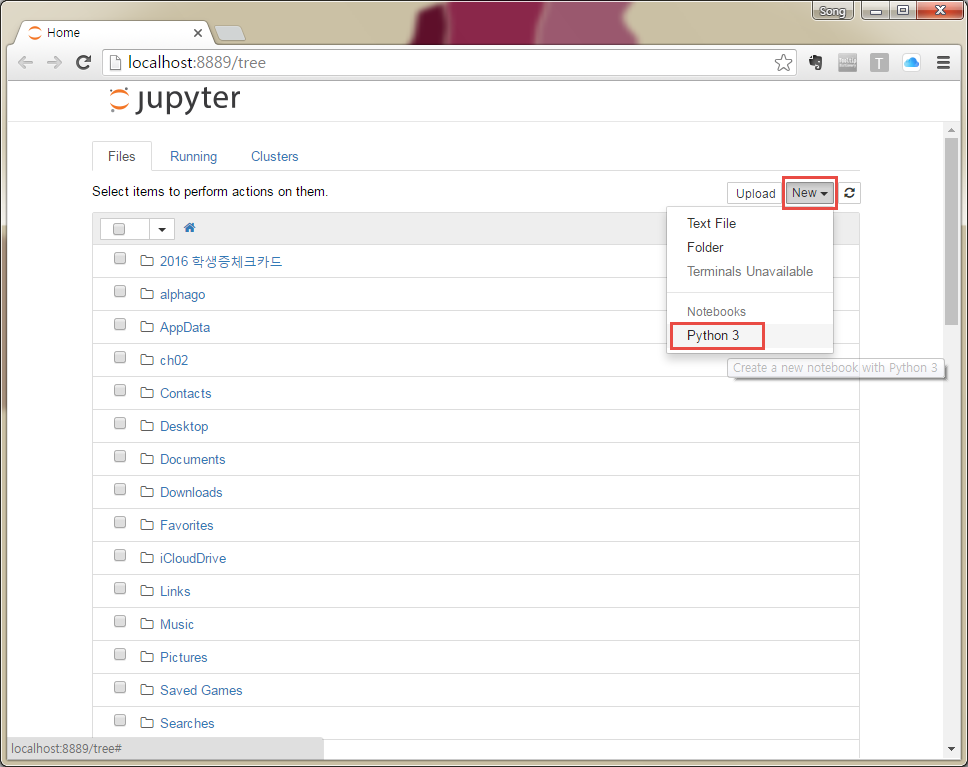 Song
Home
localhost:8889/tree
T
jupyter
Files Running Clusters
Select items to perform actions on them.
Upload New
Text File
Folder
Terminals Unavailable
Notebooks
Python 3
Create a new notebook with Python 3
2016 학생증체크카드
alphago
AppData
ch02
Contacts
Desktop
Documents
Downloads
Favorites
iCloudDrive
Links
Music
Pictures
Saved Games
Searches
localhost:8889/tree#